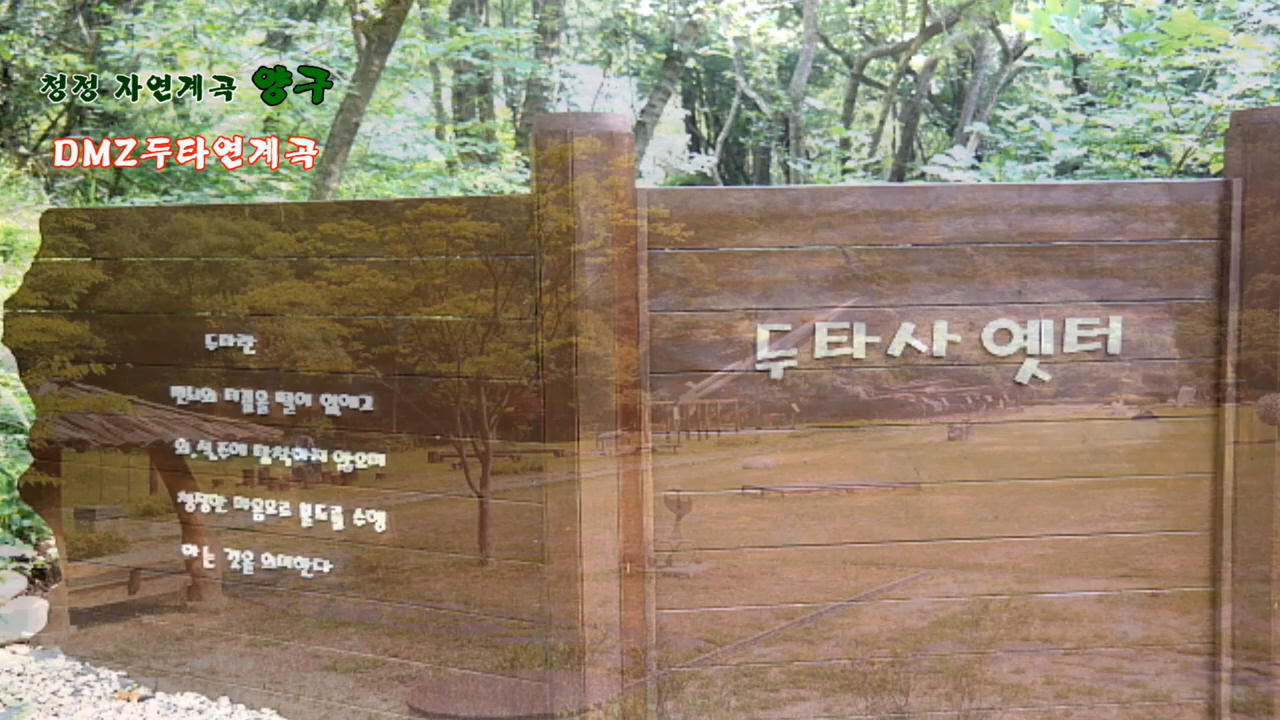 청정 자연계곡 양구
DMZ두타연계곡
두타사 옛터
두타란
번뇌와 티끌을 떨어 없애고
의.식.주에 탐착하지 않으며
청정한 마음으로 불도를 수행
하는 것을 의미한다